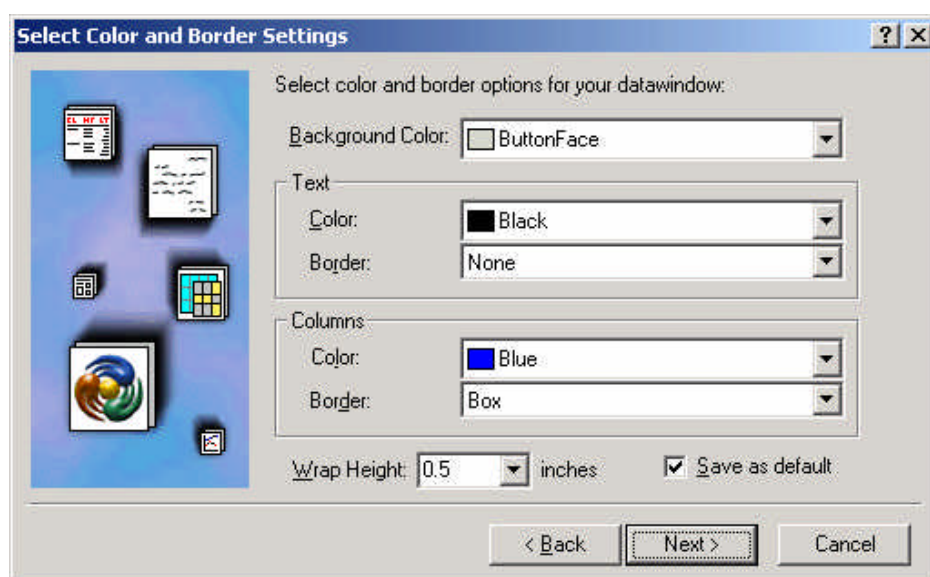 Select Color and Border Settings
Select color and border options for your datawindow:
Background Color: ButtonFace
Text
Color: Black
Border: None
Columns
Color: Blue
Border: Box
Wrap Height: 0.5 inches Save as default
< Back Next > Cancel